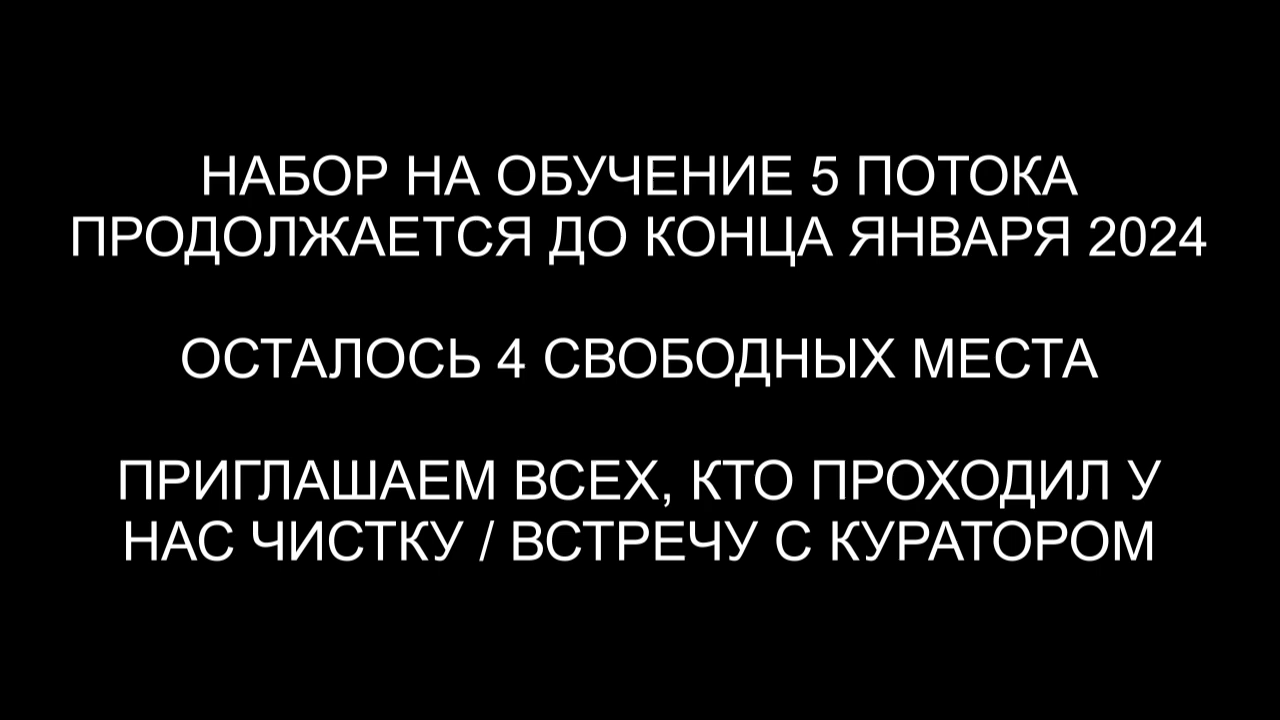 НАБОР НА ОБУЧЕНИЕ 5 ПОТОКА
ПРОДОЛЖАЕТСЯ ДО КОНЦА ЯНВАРЯ 2024
ОСТАЛОСЬ 4 СВОБОДНЫХ МЕСТА
ПРИГЛАШАЕМ ВСЕХ, КТО ПРОХОДИЛ У
НАС ЧИСТКУ / ВСТРЕЧУ С КУРАТОРОМ